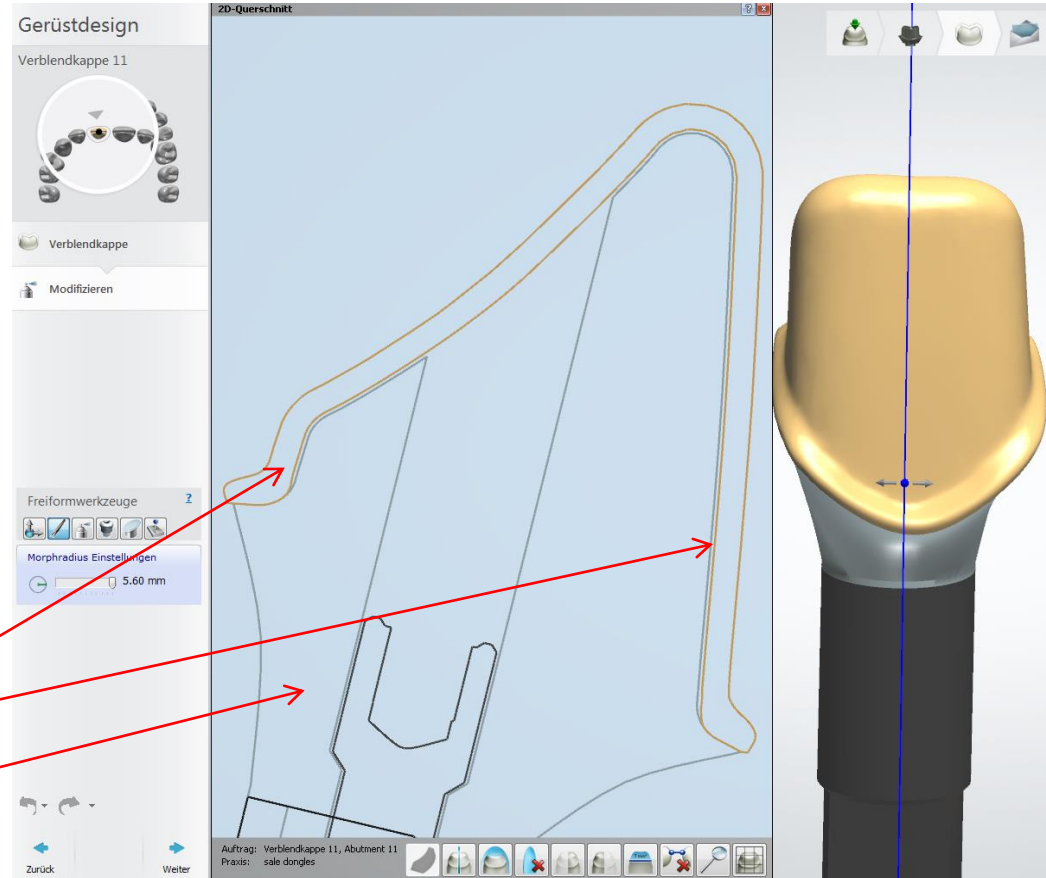 Gerüstdesign
Verblendkappe 11
Verblendkappe
Modifizieren
Freiformwerkzeuge ?
Morphradius Einstellungen
5.60 mm
Zurück
Weiter
2D-Querschnitt
Auftrag: Verblendkappe 11, Abutment 11
Praxis: sale dongles